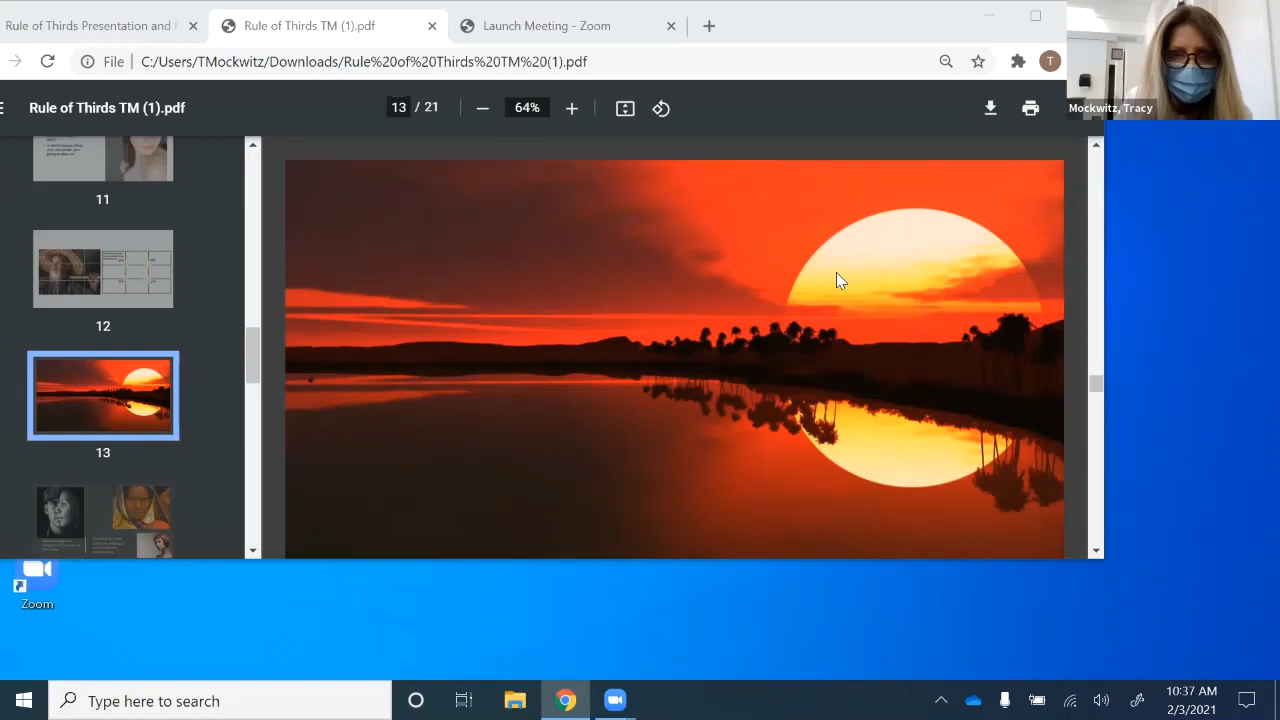 Rule of Thirds Presentation and
Rule of Thirds TM (1).pdf
Launch Meeting - Zoom
File
C:/Users/TMockwitz/Downloads/Rule%20of%20Thirds%20TM%20(1).pdf
T
Rule of Thirds TM (1).pdf
13 / 21
64%
Mockwitz, Tracy
11
12
13
Zoom
Type here to search
10:37 AM
2/3/2021